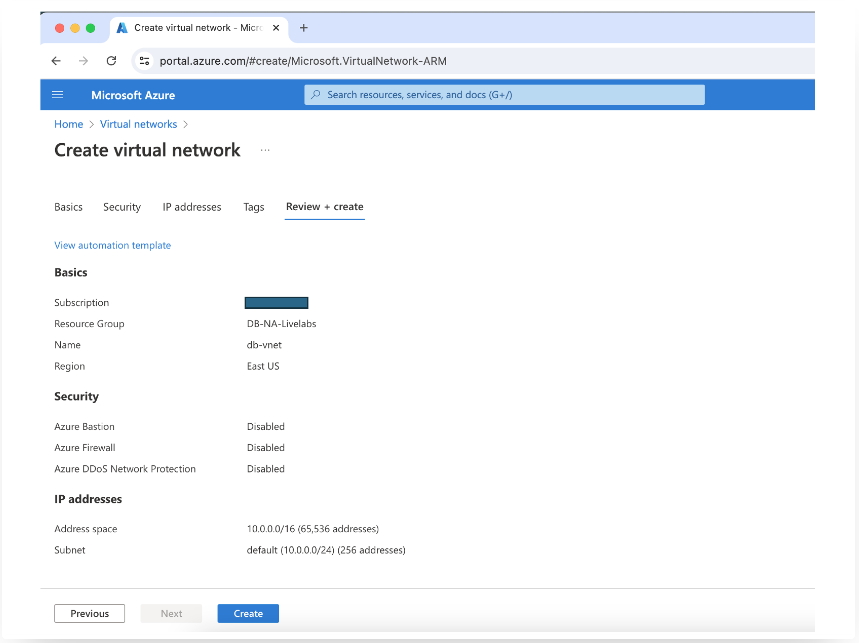 Create virtual network - Micr
portal.azure.com/#create/Microsoft.VirtualNetwork-ARM
Microsoft Azure
Search resources, services, and docs (G+/)
Home > Virtual networks >
Create virtual network ...
Basics Security IP addresses Tags Review + create
View automation template
Basics
Subscription
Resource Group DB-NA-Livelabs
Name db-vnet
Region East US
Security
Azure Bastion Disabled
Azure Firewall Disabled
Azure DDoS Network Protection Disabled
IP addresses
Address space 10.0.0.0/16 (65,536 addresses)
Subnet default (10.0.0.0/24) (256 addresses)
Previous Next Create